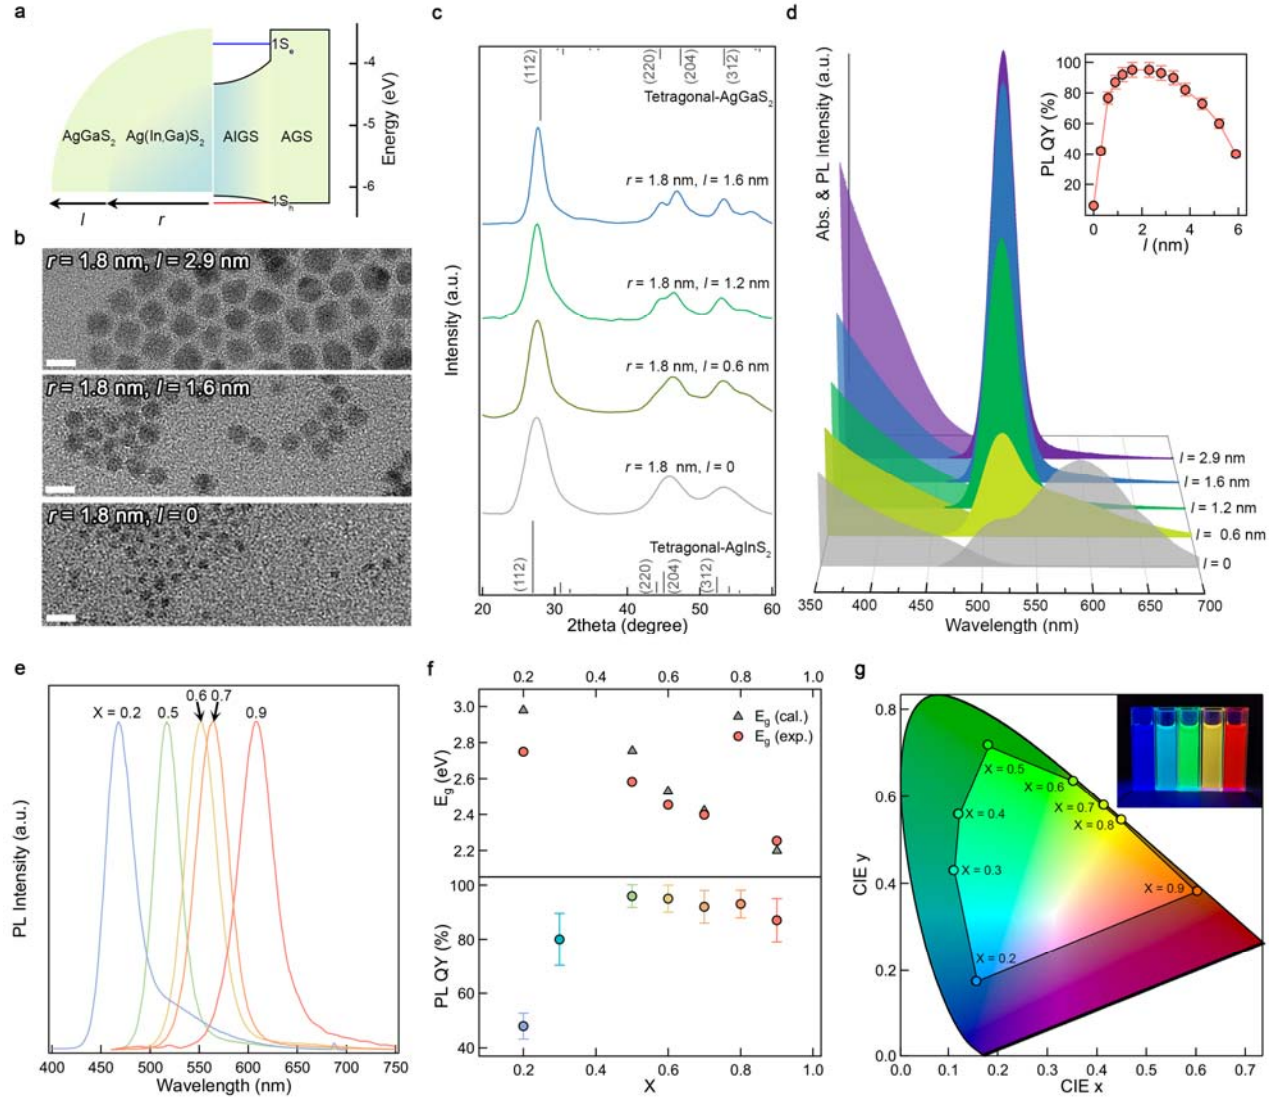 a
1Sₑ
AgGaS₂
Ag(In,Ga)S₂
AIGS
AGS
1Sₕ
l
r
-4
-5
-6
Energy (eV)
b
r = 1.8 nm, l = 2.9 nm
r = 1.8 nm, l = 1.6 nm
r = 1.8 nm, l = 0
c
(112)
(220)
(204)
(312)
Tetragonal-AgGaS₂
r = 1.8 nm, l = 1.6 nm
r = 1.8 nm, l = 1.2 nm
r = 1.8 nm, l = 0.6 nm
r = 1.8 nm, l = 0
Tetragonal-AgInS₂
(112)
(220)
(204)
(312)
Intensity (a.u.)
20 30 40 50 60
2theta (degree)
d
Abs. & PL Intensity (a.u.)
100
80
60
40
20
PL QY (%)
0 2 4 6
l (nm)
l = 2.9 nm
l = 1.6 nm
l = 1.2 nm
l = 0.6 nm
l = 0
350 400 450 500 550 600 650 700
Wavelength (nm)
e
0.6 0.7
X = 0.2 0.5 0.9
PL Intensity (a.u.)
400 450 500 550 600 650 700 750
Wavelength (nm)
f
0.2 0.4 0.6 0.8 1.0
3.0
2.8
2.6
2.4
2.2
E_g (eV)
E_g (cal.)
E_g (exp.)
100
80
60
40
PL QY (%)
0.2 0.4 0.6 0.8 1.0
X
g
0.8
0.6
0.4
0.2
0.0
CIE y
X = 0.5
X = 0.6
X = 0.7
X = 0.4
X = 0.8
X = 0.3
X = 0.9
X = 0.2
0.0 0.1 0.2 0.3 0.4 0.5 0.6 0.7
CIE x